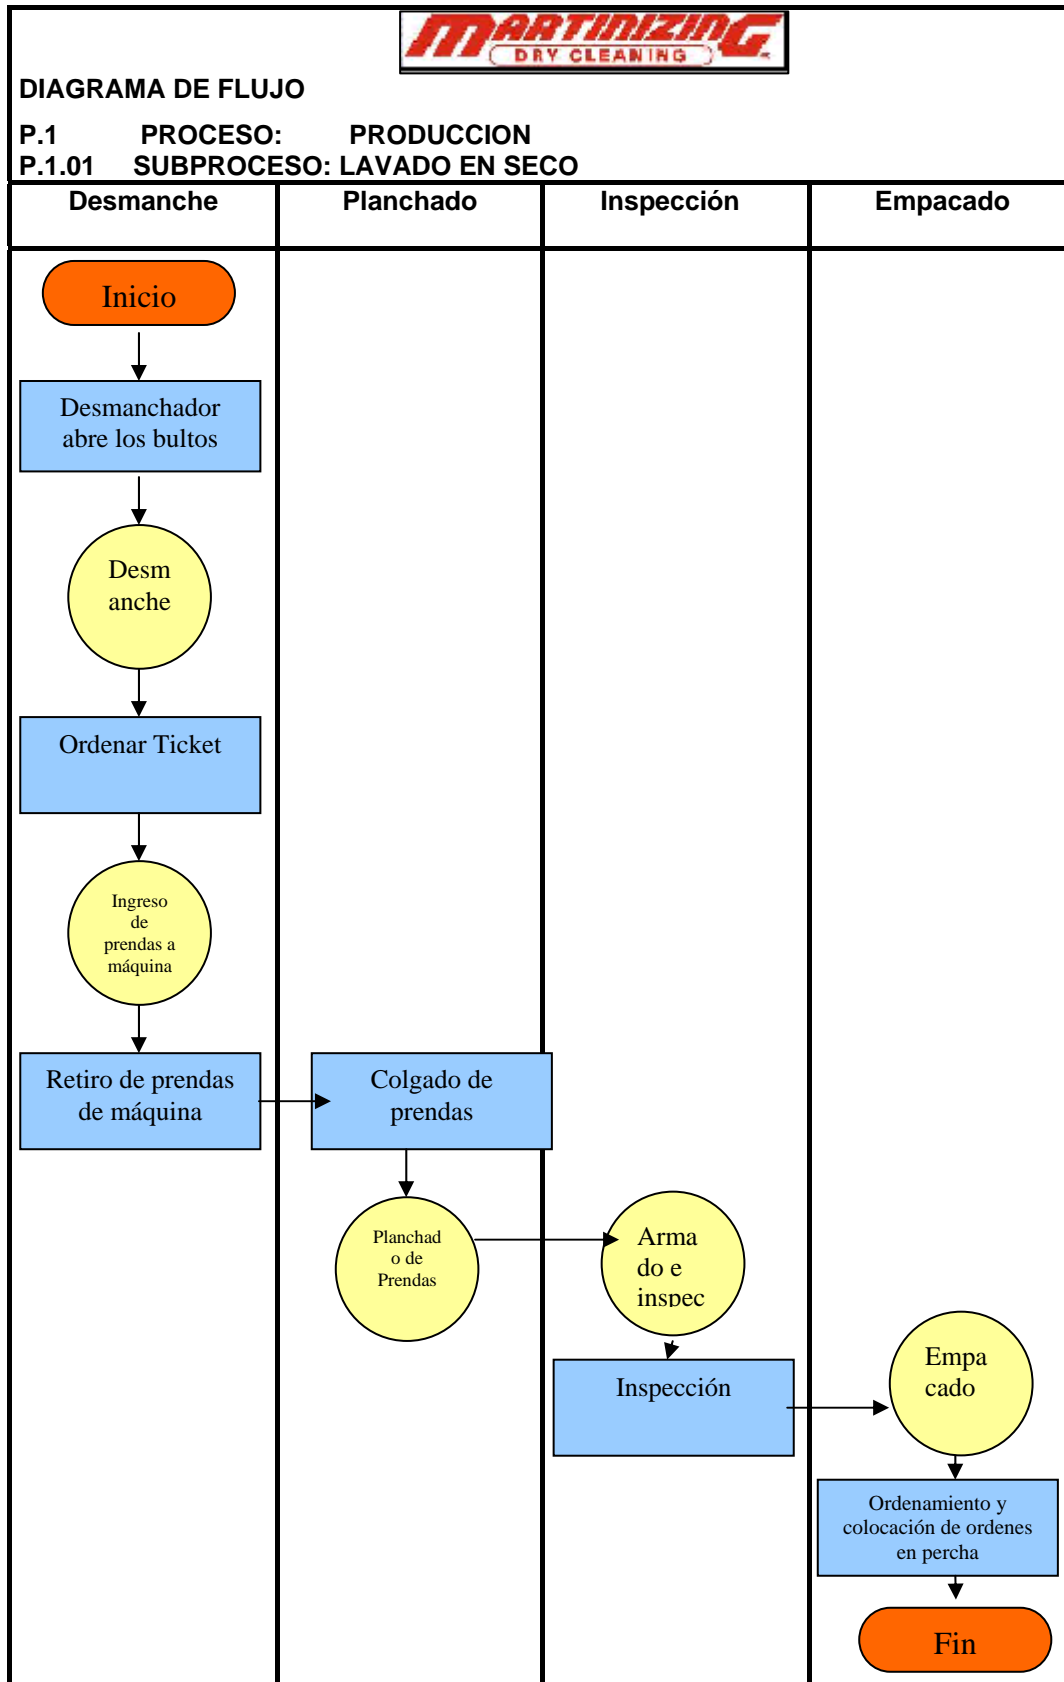 MARTINIZING
DRY CLEANING
DIAGRAMA DE FLUJO
P.1 PROCESO: PRODUCCION
P.1.01 SUBPROCESO: LAVADO EN SECO
Desmanche Planchado Inspección Empacado
Inicio
Desmanchador
abre los bultos
Desm
anche
Ordenar Ticket
Ingreso
de
prendas a
máquina
Retiro de prendas
de máquina
Colgado de
prendas
Planchad
o de
Prendas
Arma
do e
inspec
Inspección
Empa
cado
Ordenamiento y
colocación de ordenes
en percha
Fin